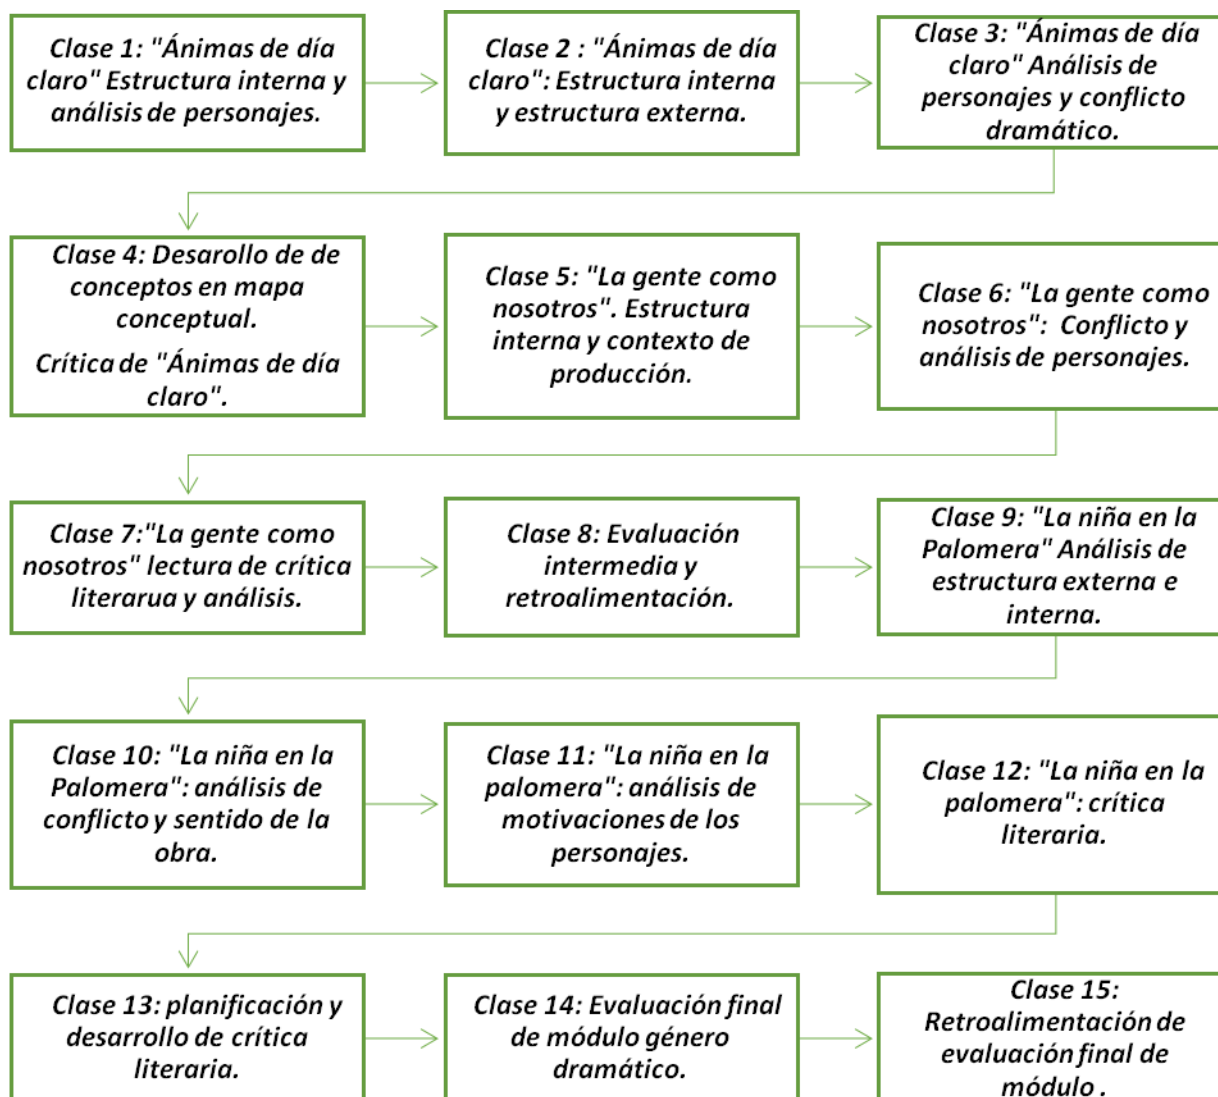 Clase 1: "Ánimas de día
claro" Estructura interna y
análisis de personajes.
Clase 2 : "Ánimas de día
claro": Estructura interna
y estructura externa.
Clase 3: "Ánimas de día
claro" Análisis de
personajes y conflicto
dramático.
Clase 4: Desarollo de de
conceptos en mapa
conceptual.
Crítica de "Ánimas de día
claro".
Clase 5: "La gente como
nosotros". Estructura
interna y contexto de
producción.
Clase 6: "La gente como
nosotros": Conflicto y
análisis de personajes.
Clase 7:"La gente como
nosotros" lectura de crítica
literarua y análisis.
Clase 8: Evaluación
intermedia y
retroalimentación.
Clase 9: "La niña en la
Palomera" Análisis de
estructura externa e
interna.
Clase 10: "La niña en la
Palomera": análisis de
conflicto y sentido de la
obra.
Clase 11: "La niña en la
palomera": análisis de
motivaciones de los
personajes.
Clase 12: "La niña en la
palomera": crítica
literaria.
Clase 13: planificación y
desarrollo de crítica
literaria.
Clase 14: Evaluación final
de módulo género
dramático.
Clase 15:
Retroalimentación de
evaluación final de
módulo .